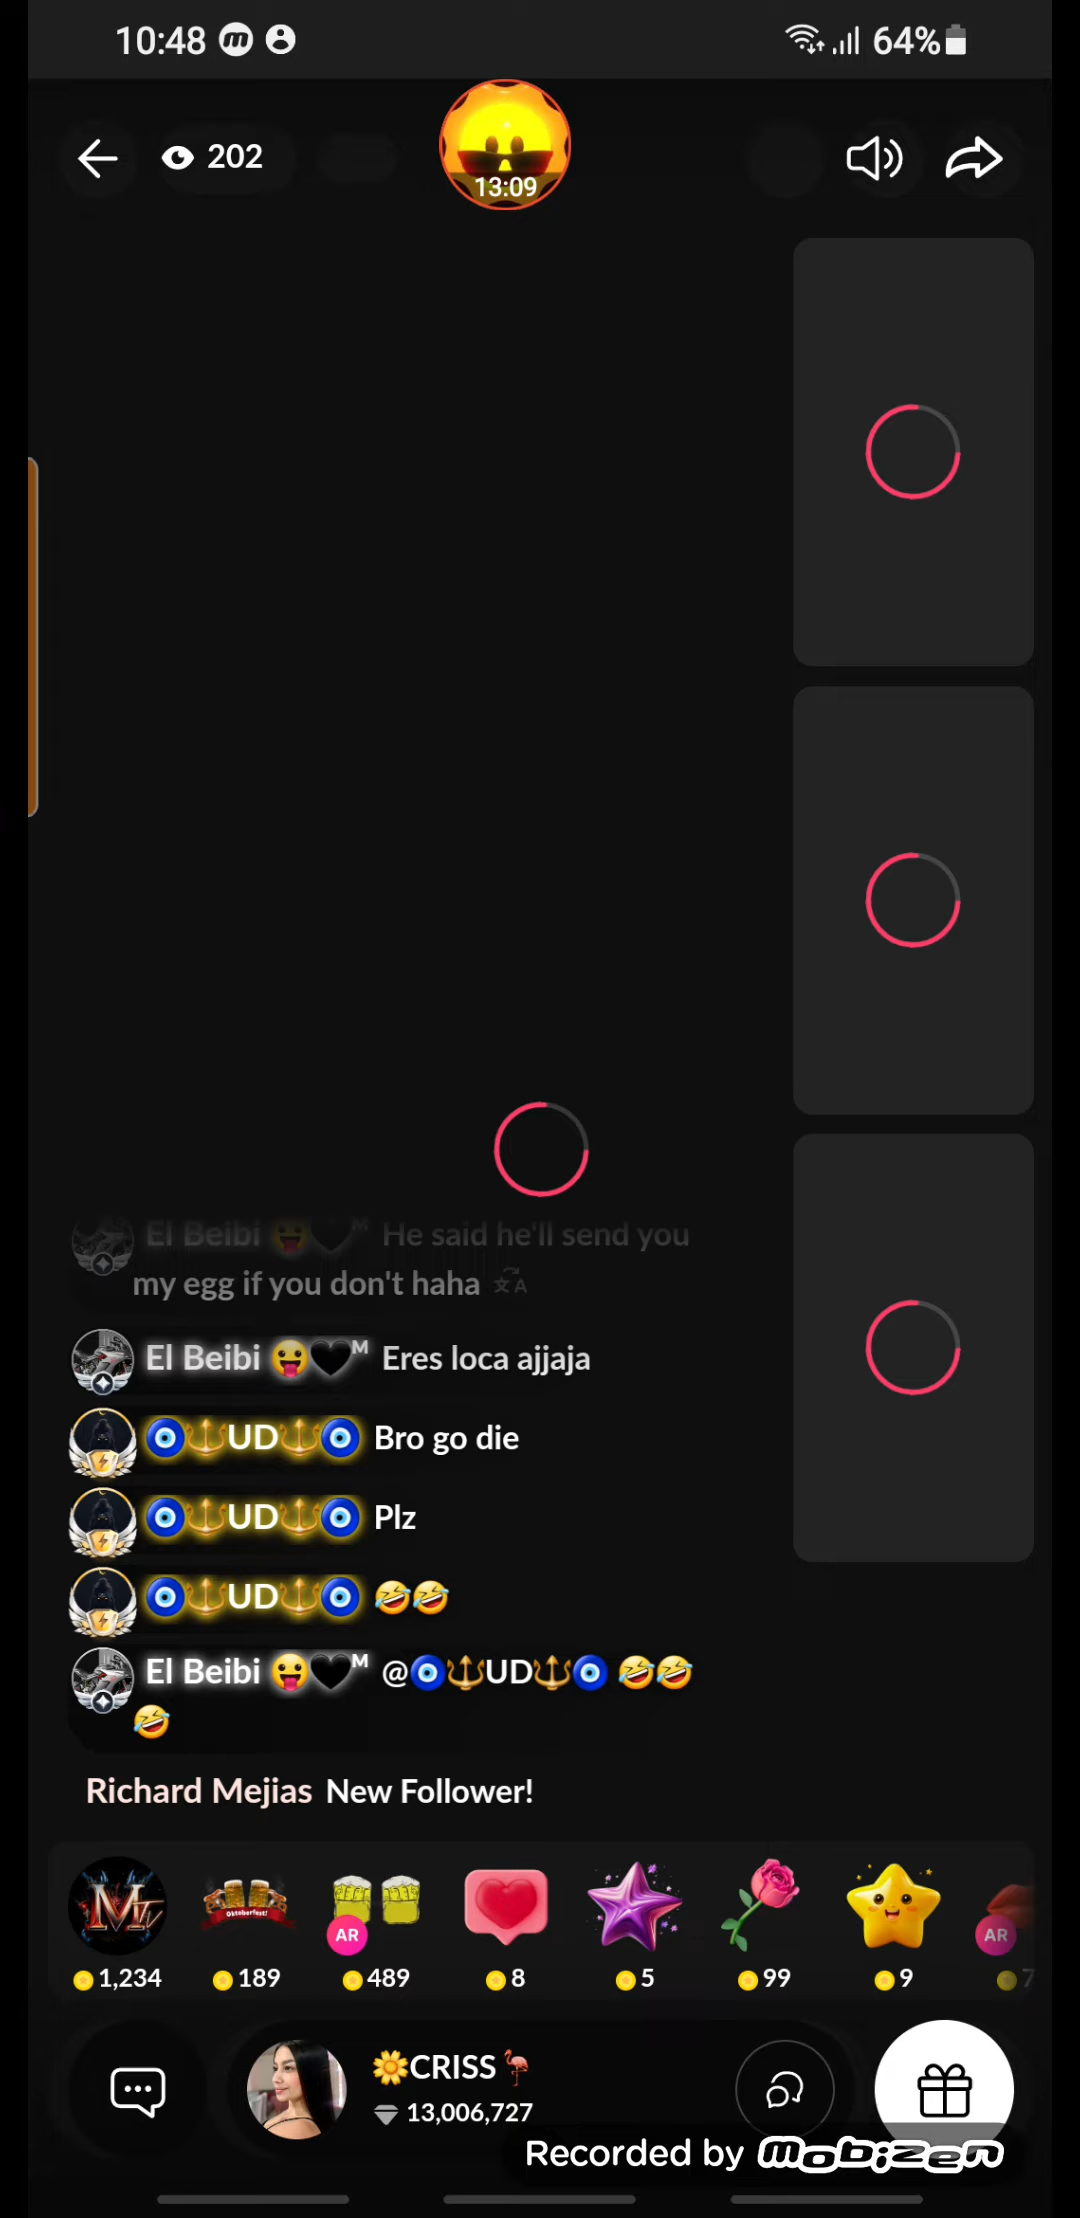 10:48 64%
202 13:09
El Beibi 😛🖤ᴹ He said he'll send you
my egg if you don't haha
El Beibi 😛🖤ᴹ Eres loca ajjaja
🧿🔱UD🔱🧿 Bro go die
🧿🔱UD🔱🧿 Plz
🧿🔱UD🔱🧿 🤣🤣
El Beibi 😛🖤ᴹ @🧿🔱UD🔱🧿 🤣🤣
🤣
Richard Mejias New Follower!
Oktoberfest!
AR AR
1,234 189 489 8 5 99 9 7
🌼CRISS🦩
13,006,727
Recorded by mobizen